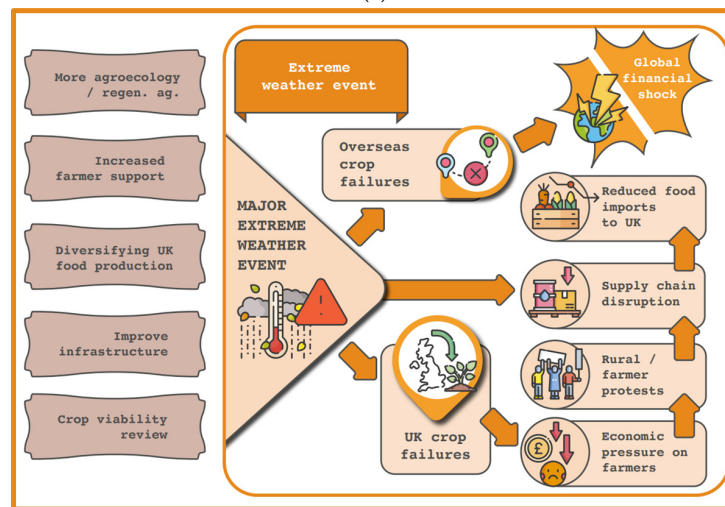 More agroecology
/ regen. ag.
Increased
farmer support
Diversifying UK
food production
Improve
infrastructure
Crop viability
review
Extreme
weather event
MAJOR
EXTREME
WEATHER
EVENT
Overseas
crop
failures
Global
financial
shock
Reduced food
imports
to UK
Supply chain
disruption
Rural /
farmer
protests
UK crop
failures
Economic
pressure on
farmers